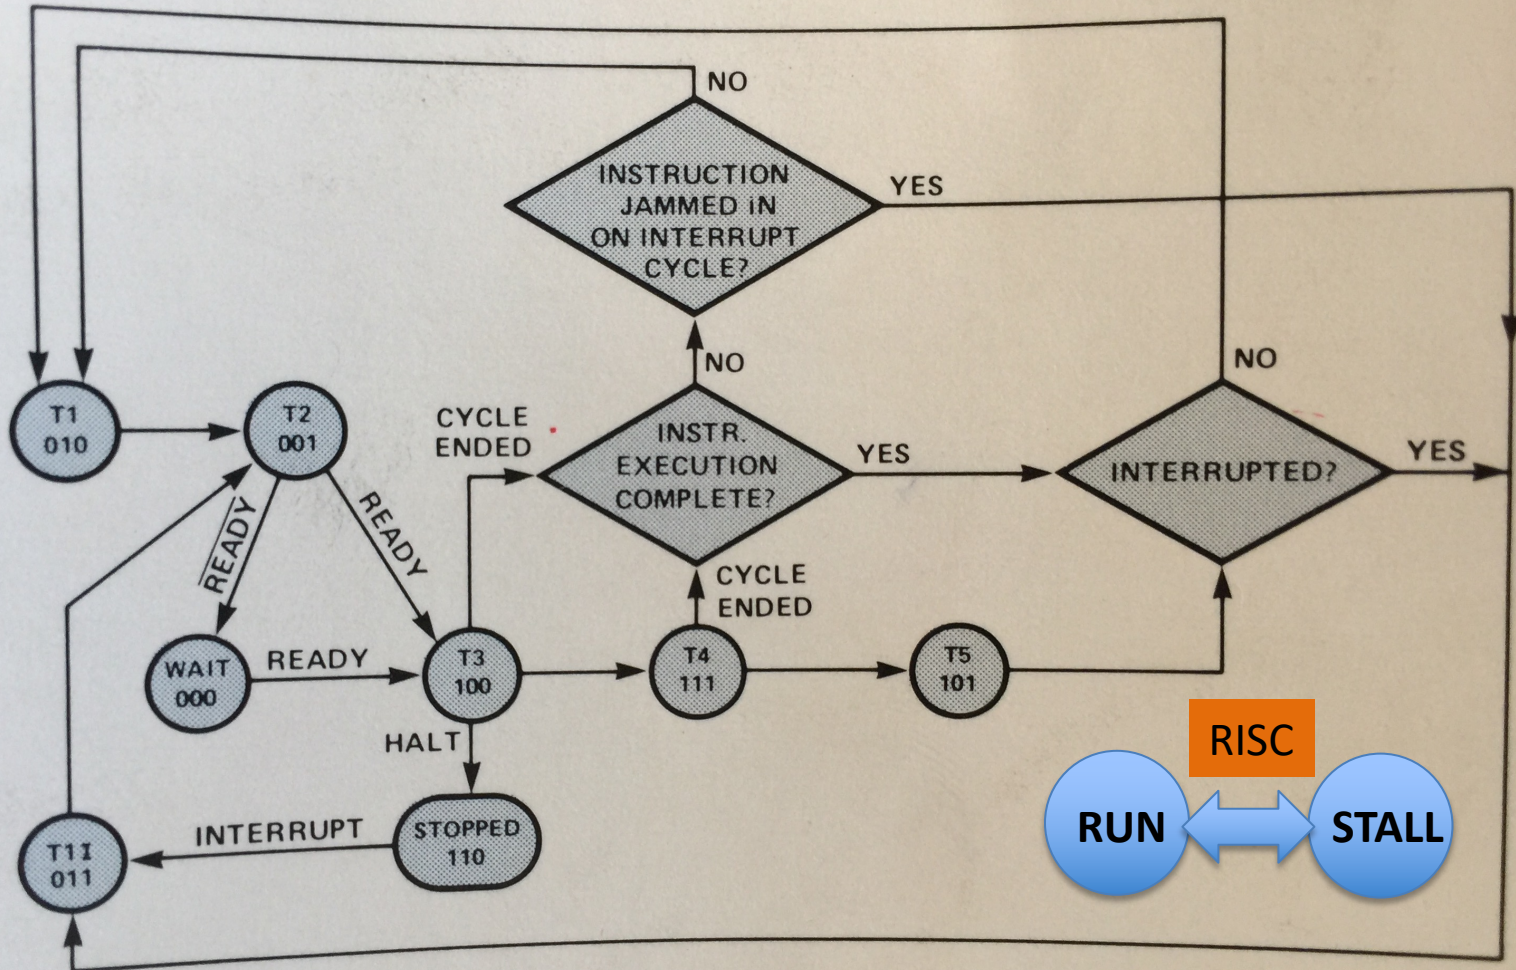 NO
INSTRUCTION
JAMMED iN
ON INTERRUPT
CYCLE?
YES
NO
NO
T1
010
T2
001
CYCLE
ENDED
INSTR.
EXECUTION
COMPLETE?
YES
INTERRUPTED?
YES
READY
READY
CYCLE
ENDED
WAIT
000
READY
T3
100
T4
111
T5
101
HALT
RISC
RUN
STALL
INTERRUPT
STOPPED
110
T1I
011